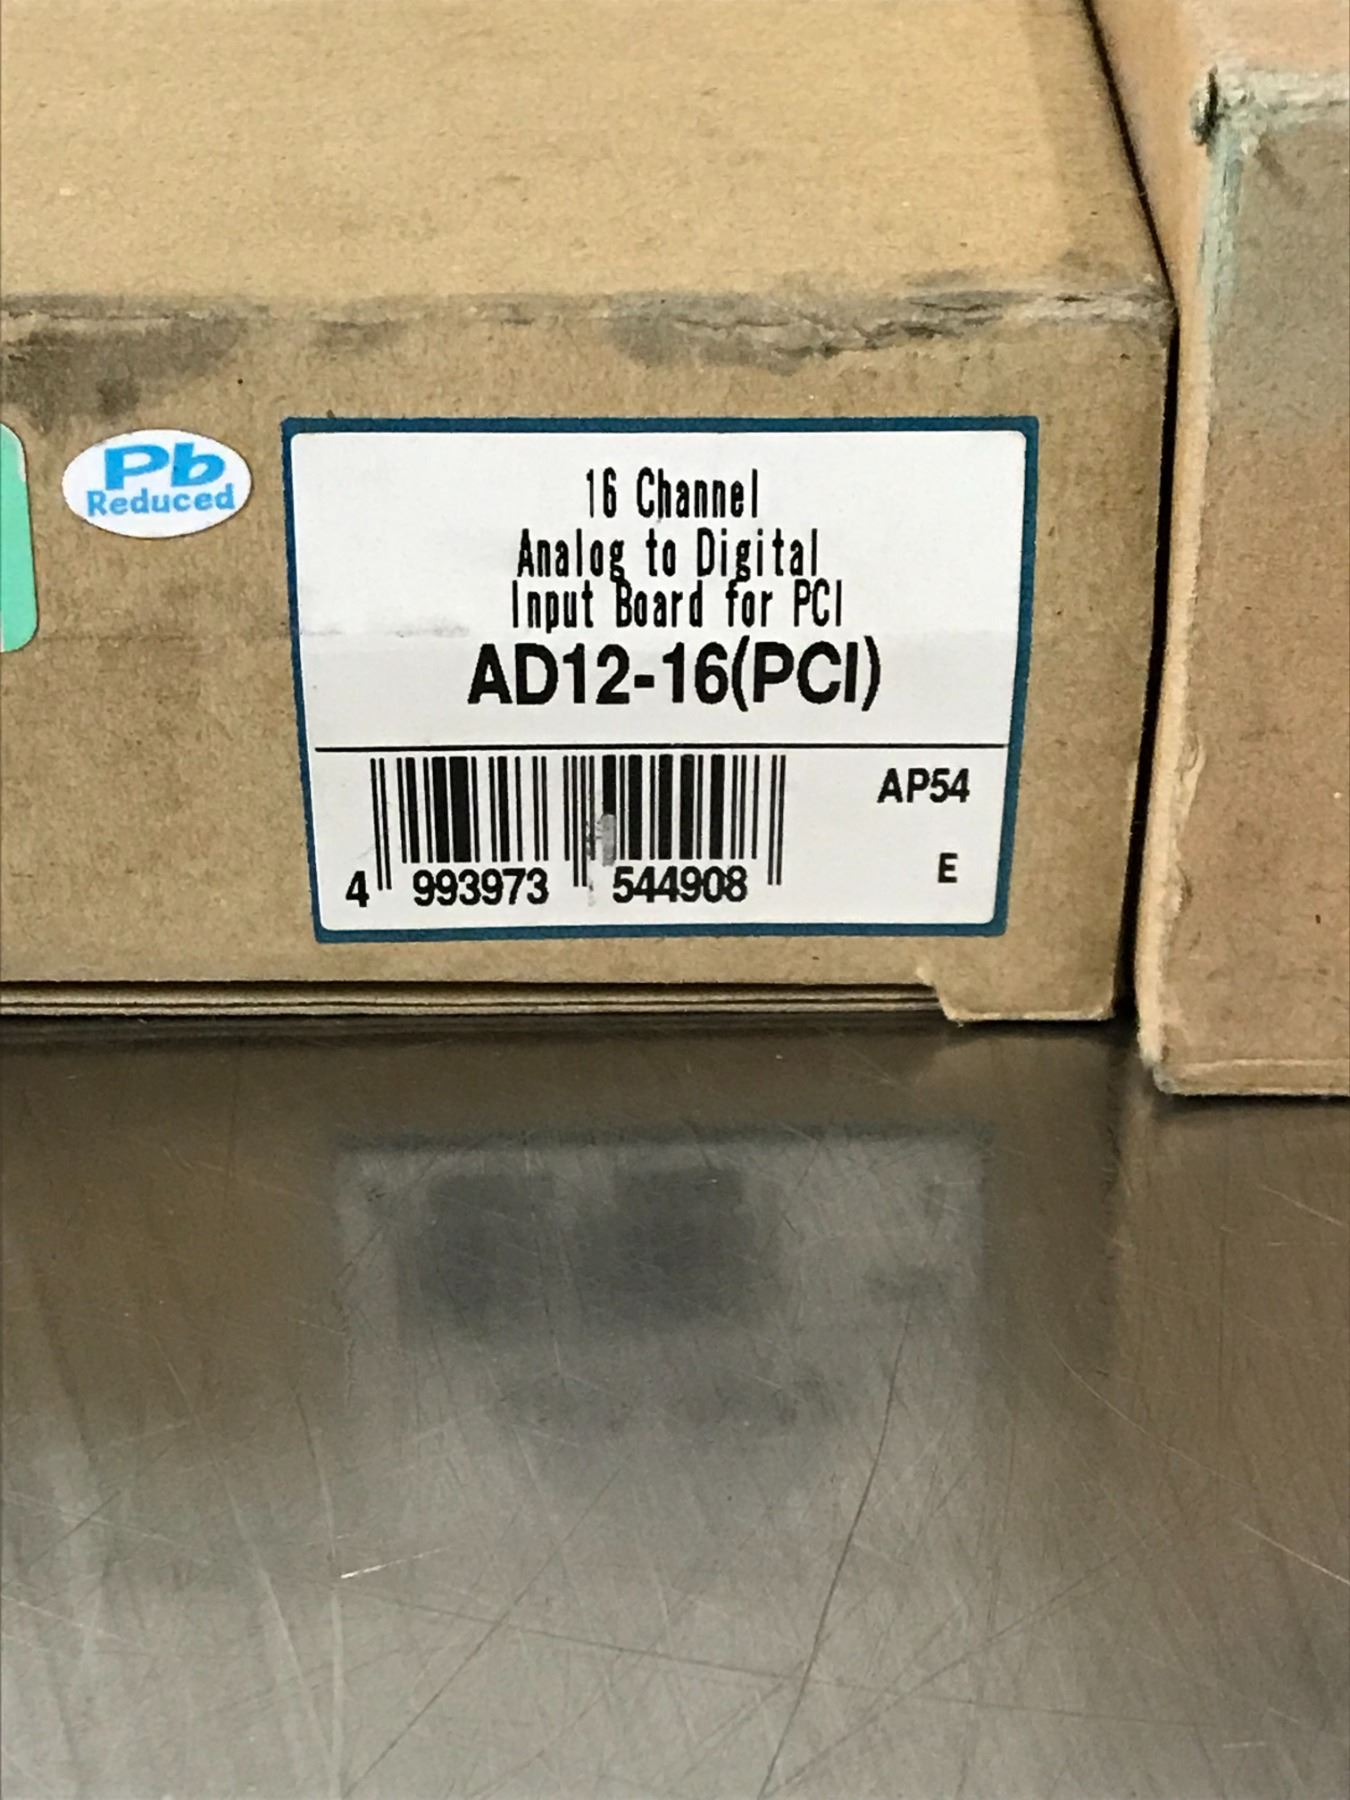 Pb
Reduced
16 Channel
Analog to Digital
Input Board for PCI
AD12-16(PCI)
AP54
E
4 993973 544908